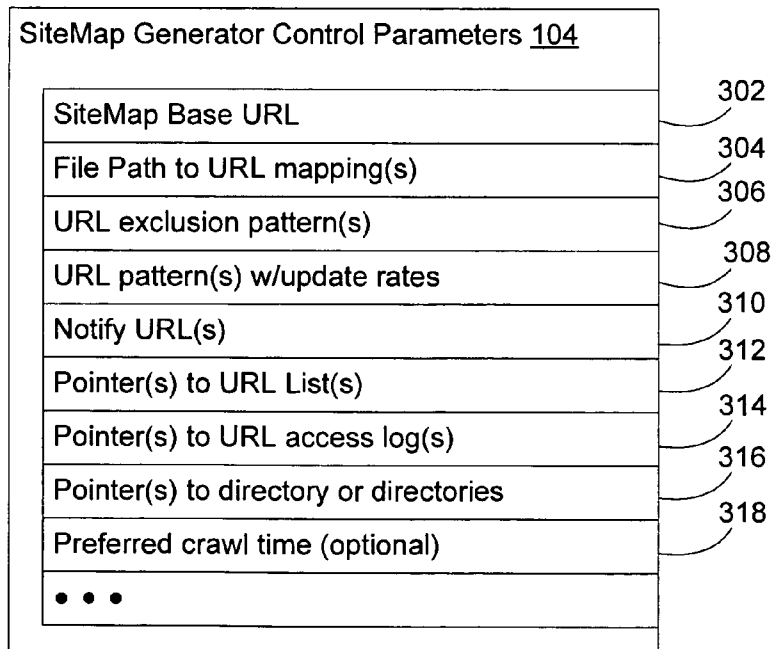 SiteMap Generator Control Parameters 104
SiteMap Base URL
302
File Path to URL mapping(s)
304
URL exclusion pattern(s)
306
URL pattern(s) w/update rates
308
Notify URL(s)
310
Pointer(s) to URL List(s)
312
Pointer(s) to URL access log(s)
314
Pointer(s) to directory or directories
316
Preferred crawl time (optional)
318
• • •